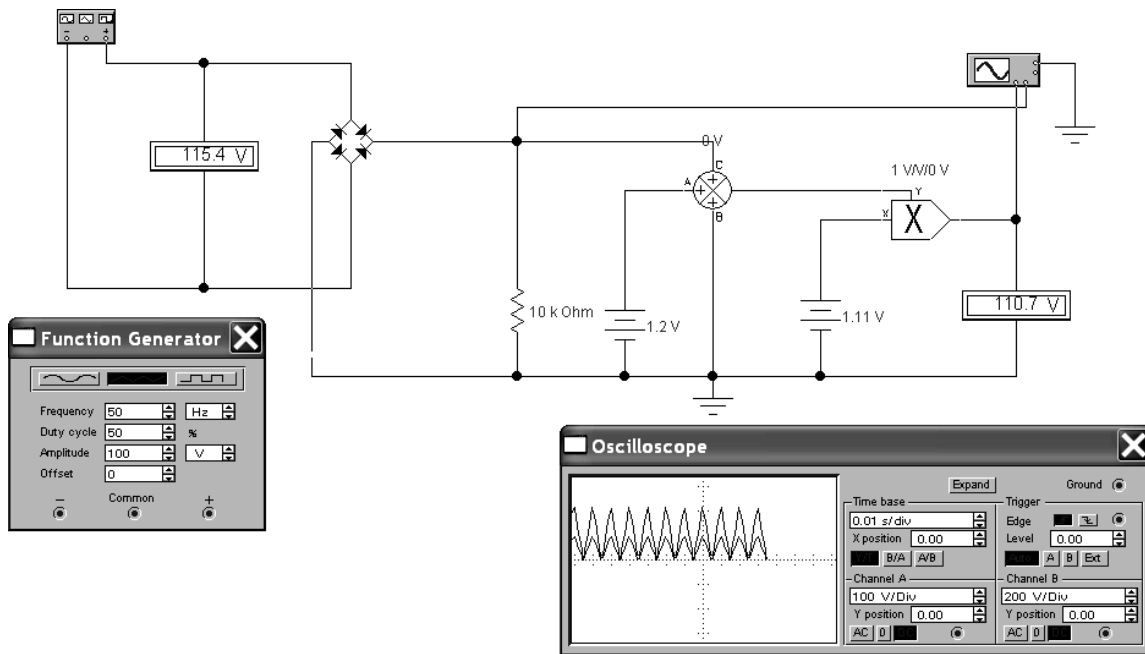 − +
115.4 V
0 V
C
A
B
1 V/V/0 V
Y
X
X
10 k Ohm
1.2 V
1.11 V
110.7 V
Function Generator
Frequency 50 Hz
Duty cycle 50 %
Amplitude 100 V
Offset 0
− Common +
Oscilloscope
Expand
Ground
Time base
0.01 s/div
X position 0.00
Y/T B/A A/B
Trigger
Edge
Level 0.00
Auto A B Ext
Channel A
100 V/Div
Y position 0.00
AC 0 DC
Channel B
200 V/Div
Y position 0.00
AC 0 DC